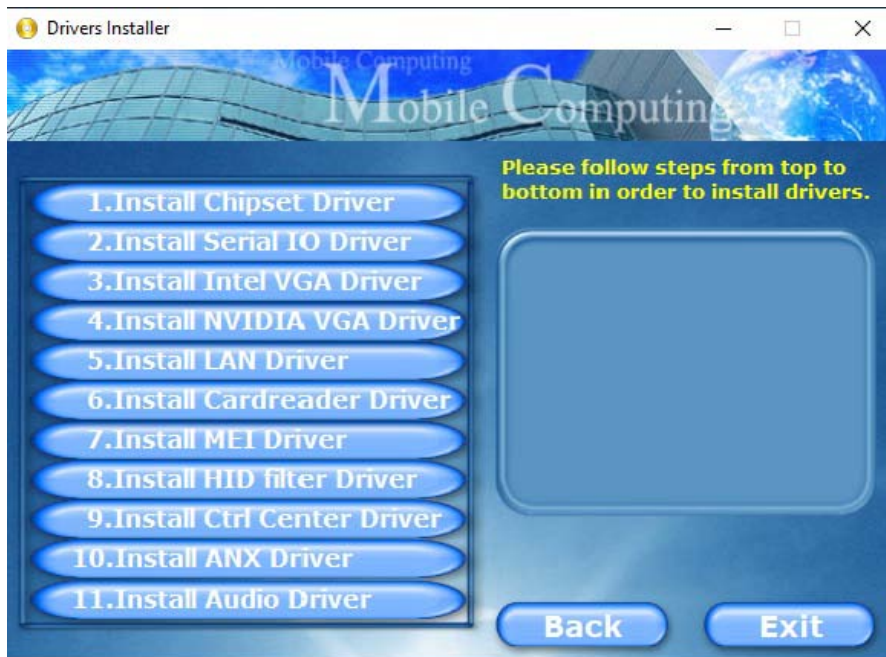 Drivers Installer
Mobile Computing
Mobile Computing
Please follow steps from top to
bottom in order to install drivers.
1.Install Chipset Driver
2.Install Serial IO Driver
3.Install Intel VGA Driver
4.Install NVIDIA VGA Driver
5.Install LAN Driver
6.Install Cardreader Driver
7.Install MEI Driver
8.Install HID filter Driver
9.Install Ctrl Center Driver
10.Install ANX Driver
11.Install Audio Driver
Back
Exit